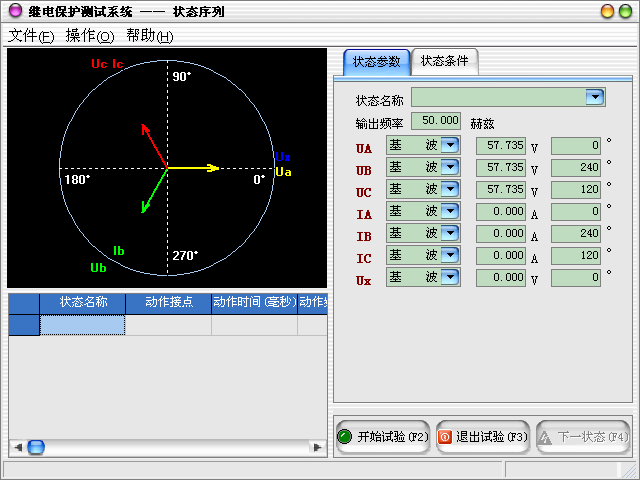 继电保护测试系统 —— 状态序列
文件(F) 操作(O) 帮助(H)
Uc Ic
90°
Ux
Ua
180°
0°
Ib
Ub
270°
状态名称 动作接点 动作时间(毫秒)
状态参数 状态条件
状态名称
输出频率 50.000 赫兹
UA 基 波 57.735 V 0 °
UB 基 波 57.735 V 240 °
UC 基 波 57.735 V 120 °
IA 基 波 0.000 A 0 °
IB 基 波 0.000 A 240 °
IC 基 波 0.000 A 120 °
Ux 基 波 0.000 V 0 °
开始试验(F2) 退出试验(F3) 下一状态(F4)